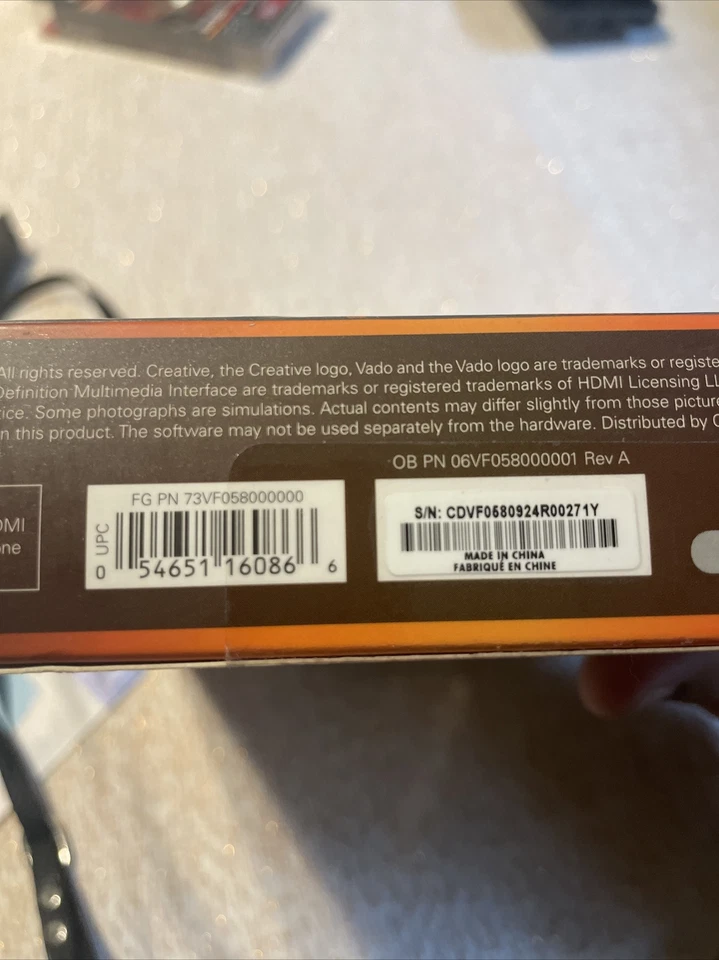 All rights reserved. Creative, the Creative logo, Vado and the Vado logo are trademarks or registe
Definition Multimedia Interface are trademarks or registered trademarks of HDMI Licensing LL
ice. Some photographs are simulations. Actual contents may differ slightly from those picture
n this product. The software may not be used separately from the hardware. Distributed by C
OB PN 06VF058000001 Rev A
DMI
one
FG PN 73VF058000000
UPC
0 54651 16086 6
S/N: CDVF0580924R00271Y
MADE IN CHINA
FABRIQUÉ EN CHINE